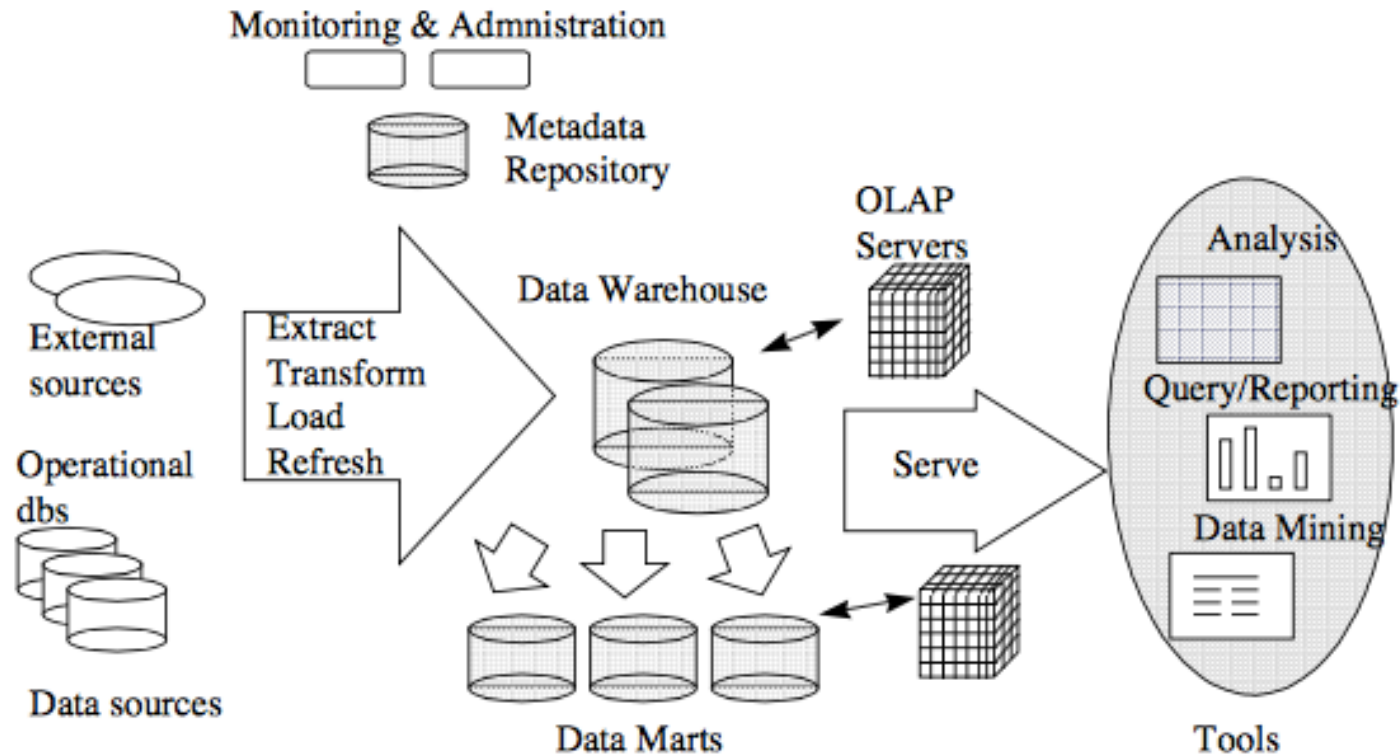 Monitoring & Admnistration
Metadata
Repository
OLAP
Servers
Analysis
Data Warehouse
External
sources
Extract
Transform
Load
Refresh
Query/Reporting
Operational
dbs
Serve
Data Mining
Data sources
Data Marts
Tools